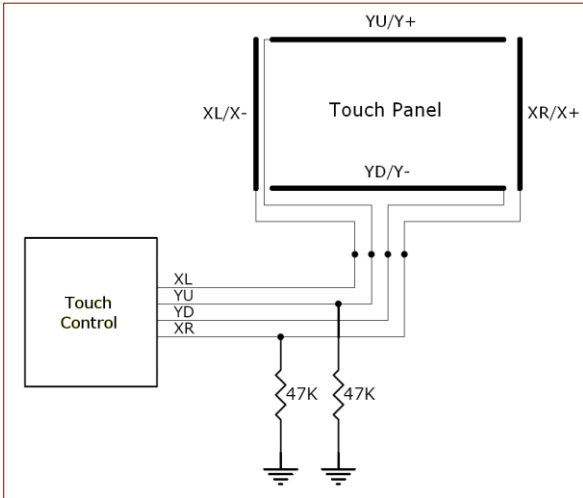 YU/Y+
XL/X-
Touch Panel
XR/X+
YD/Y-
XL
YU
YD
XR
Touch
Control
47K
47K